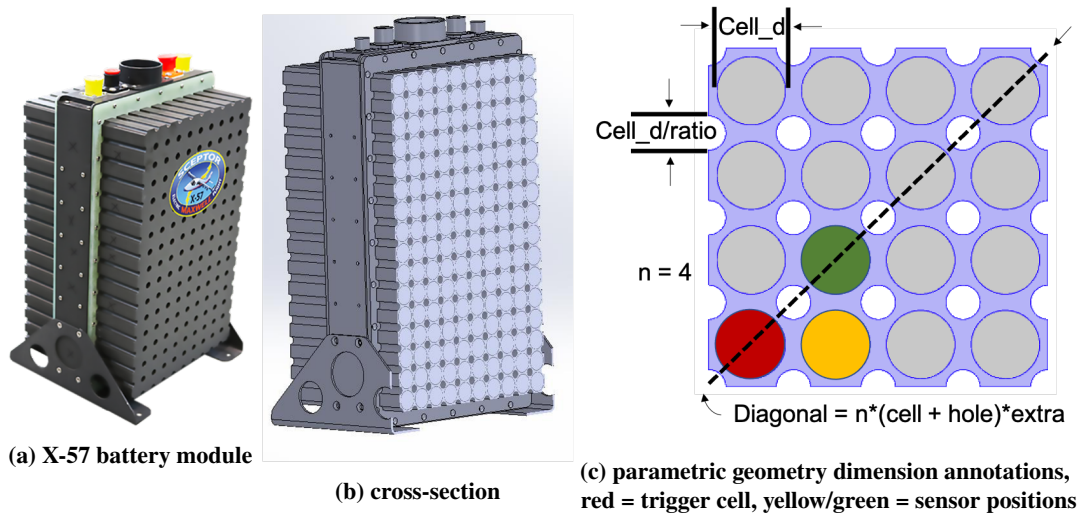 SCEPTOR
X-57
MAXWELL
Cell_d
Cell_d/ratio
n = 4
Diagonal = n*(cell + hole)*extra
(a) X-57 battery module
(b) cross-section
(c) parametric geometry dimension annotations,
red = trigger cell, yellow/green = sensor positions